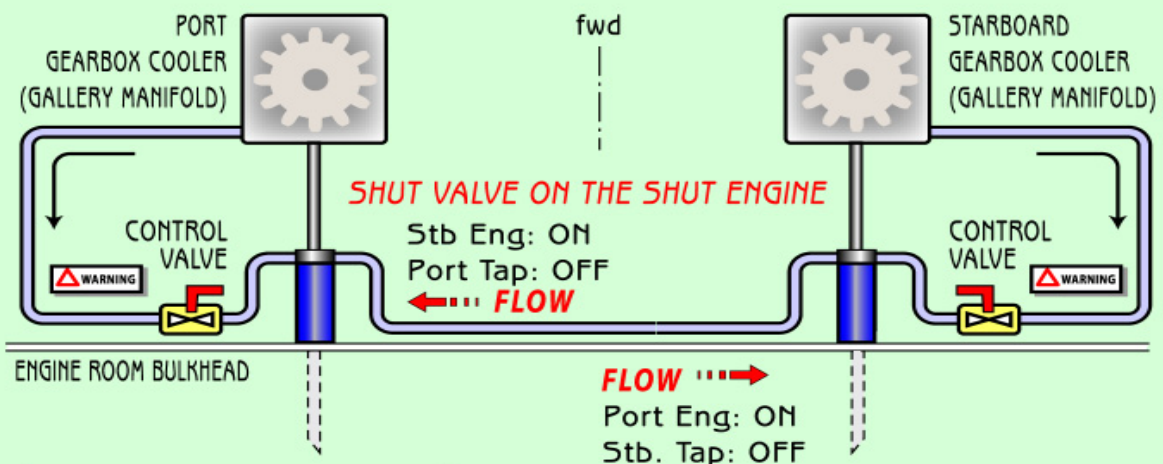 PORT
GEARBOX COOLER
(GALLERY MANIFOLD)
fwd
STARBOARD
GEARBOX COOLER
(GALLERY MANIFOLD)
SHUT VALVE ON THE SHUT ENGINE
Stb Eng: ON
Port Tap: OFF
FLOW
CONTROL
VALVE
WARNING
CONTROL
VALVE
WARNING
ENGINE ROOM BULKHEAD
FLOW
Port Eng: ON
Stb. Tap: OFF